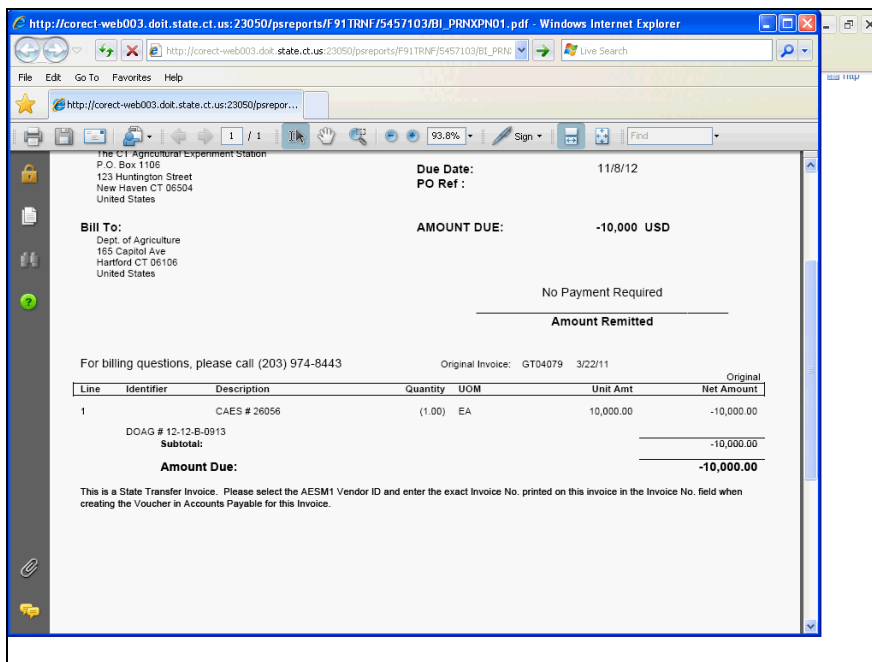 http://corect-web003.doit.state.ct.us:23050/psreports/F91TRNF/5457103/BI_PRNXPN01.pdf - Windows Internet Explorer
http://corect-web003.doit.state.ct.us:23050/psreports/F91TRNF/5457103/BI_PRN:
Live Search
File Edit Go To Favorites Help
http://corect-web003.doit.state.ct.us:23050/psrepor...
http
1 / 1 93.8% Sign Find
The CT Agricultural Experiment Station
P.O. Box 1106
123 Huntington Street
New Haven CT 06504
United States
Due Date: 11/8/12
PO Ref :
Bill To:
Dept. of Agriculture
165 Capitol Ave
Hartford CT 06106
United States
AMOUNT DUE: -10,000 USD
No Payment Required
Amount Remitted
For billing questions, please call (203) 974-8443 Original Invoice: GT04079 3/22/11
Original
Line Identifier Description Quantity UOM Unit Amt Net Amount
1 CAES # 26056 (1.00) EA 10,000.00 -10,000.00
DOAG # 12-12-B-0913
Subtotal: -10,000.00
Amount Due: -10,000.00
This is a State Transfer Invoice. Please select the AESM1 Vendor ID and enter the exact Invoice No. printed on this invoice in the Invoice No. field when
creating the Voucher in Accounts Payable for this Invoice.